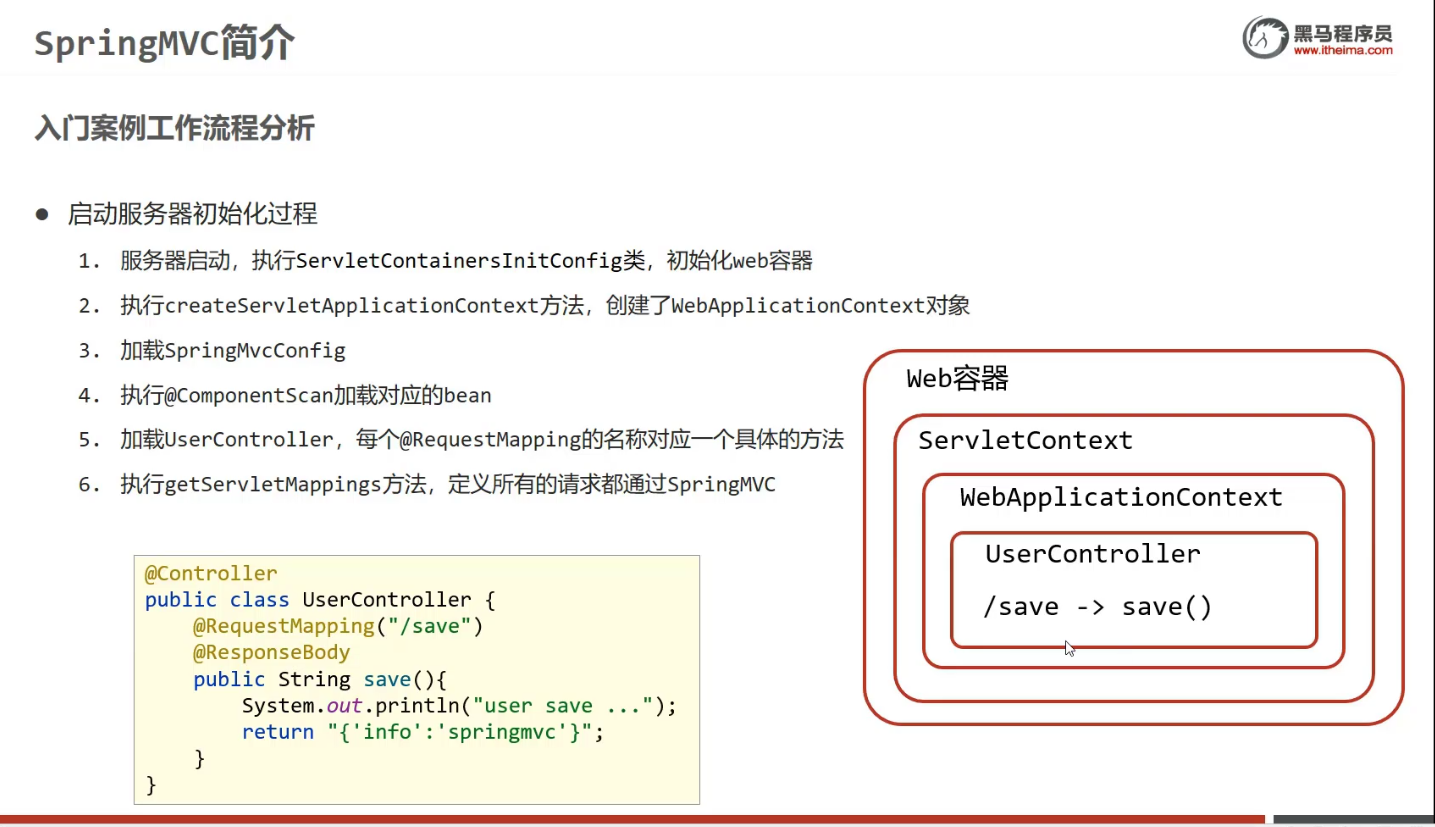 SpringMVC简介
黑马程序员
www.itheima.com
入门案例工作流程分析
● 启动服务器初始化过程
1. 服务器启动，执行ServletContainersInitConfig类，初始化web容器
2. 执行createServletApplicationContext方法，创建了WebApplicationContext对象
3. 加载SpringMvcConfig
4. 执行@ComponentScan加载对应的bean
5. 加载UserController，每个@RequestMapping的名称对应一个具体的方法
6. 执行getServletMappings方法，定义所有的请求都通过SpringMVC
@Controller
public class UserController {
    @RequestMapping("/save")
    @ResponseBody
    public String save(){
        System.out.println("user save ...");
        return "{'info':'springmvc'}";
    }
}
Web容器
ServletContext
WebApplicationContext
UserController
/save -> save()